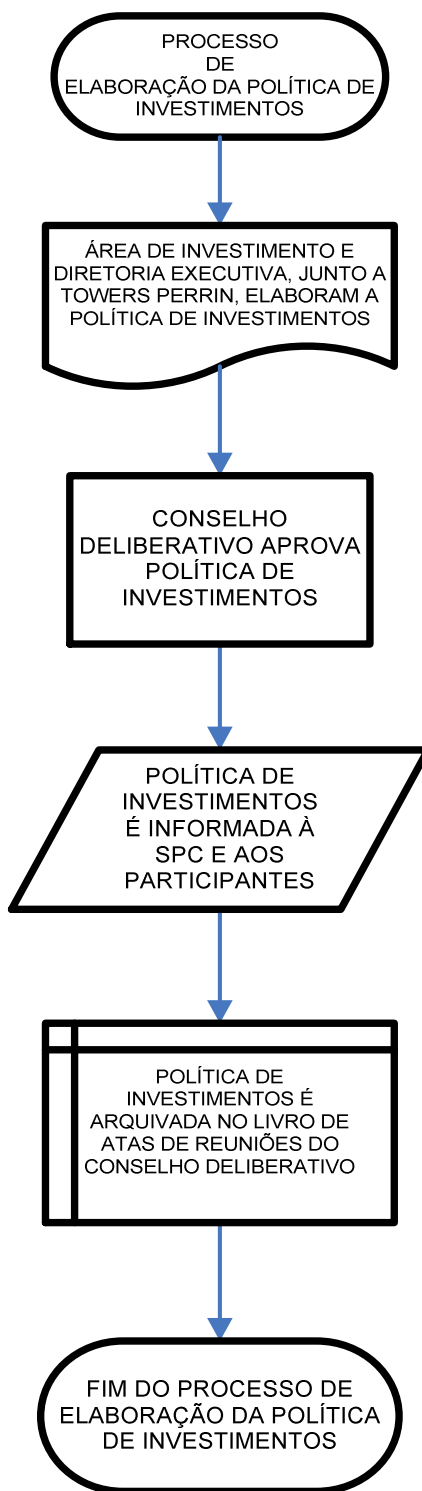 PROCESSO
DE
ELABORAÇÃO DA POLÍTICA DE
INVESTIMENTOS
ÁREA DE INVESTIMENTO E
DIRETORIA EXECUTIVA, JUNTO A
TOWERS PERRIN, ELABORAM A
POLÍTICA DE INVESTIMENTOS
CONSELHO
DELIBERATIVO APROVA
POLÍTICA DE
INVESTIMENTOS
POLÍTICA DE
INVESTIMENTOS
É INFORMADA À
SPC E AOS
PARTICIPANTES
POLÍTICA DE
INVESTIMENTOS É
ARQUIVADA NO LIVRO DE
ATAS DE REUNIÕES DO
CONSELHO DELIBERATIVO
FIM DO PROCESSO DE
ELABORAÇÃO DA POLÍTICA
DE INVESTIMENTOS